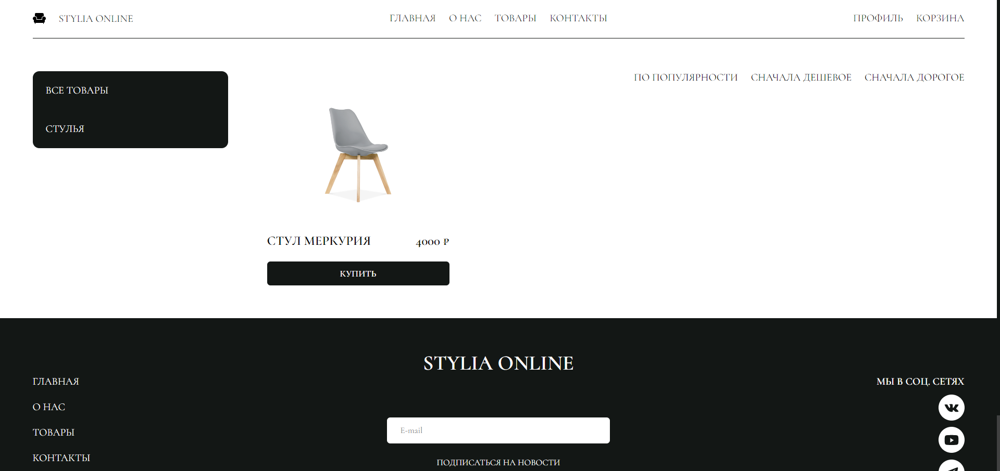 STYLIA ONLINE
ГЛАВНАЯ О НАС ТОВАРЫ КОНТАКТЫ
ПРОФИЛЬ КОРЗИНА
ВСЕ ТОВАРЫ
СТУЛЬЯ
ПО ПОПУЛЯРНОСТИ СНАЧАЛА ДЕШЕВОЕ СНАЧАЛА ДОРОГОЕ
СТУЛ МЕРКУРИЯ 4000 ₽
КУПИТЬ
ГЛАВНАЯ
О НАС
ТОВАРЫ
КОНТАКТЫ
STYLIA ONLINE
E-mail
ПОДПИСАТЬСЯ НА НОВОСТИ
МЫ В СОЦ. СЕТЯХ